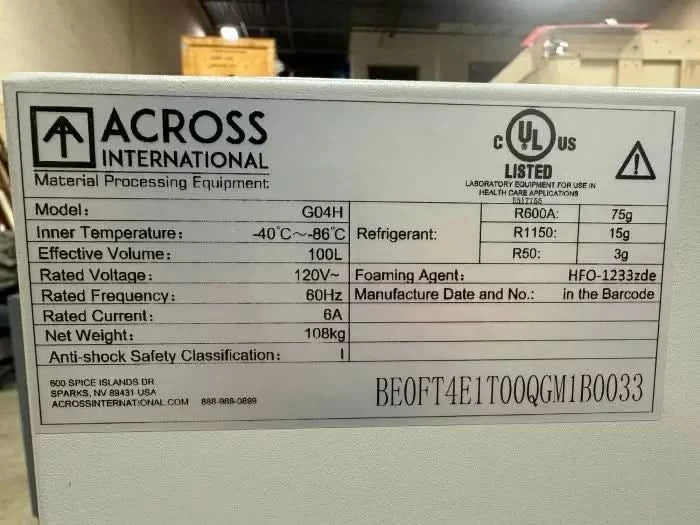 ACROSS
INTERNATIONAL
Material Processing Equipment
C UL US
LISTED
LABORATORY EQUIPMENT FOR USE IN
HEALTH CARE APPLICATIONS
E517755
Model: G04H
Inner Temperature: -40°C～-86°C
Effective Volume: 100L
Rated Voltage: 120V~
Rated Frequency: 60Hz
Rated Current: 6A
Net Weight: 108kg
Anti-shock Safety Classification: I
Refrigerant:
R600A: 75g
R1150: 15g
R50: 3g
Foaming Agent: HFO-1233zde
Manufacture Date and No.: in the Barcode
600 SPICE ISLANDS DR
SPARKS, NV 89431 USA
ACROSSINTERNATIONAL.COM 888-988-0899
BE0FT4E1T00QGM1B0033